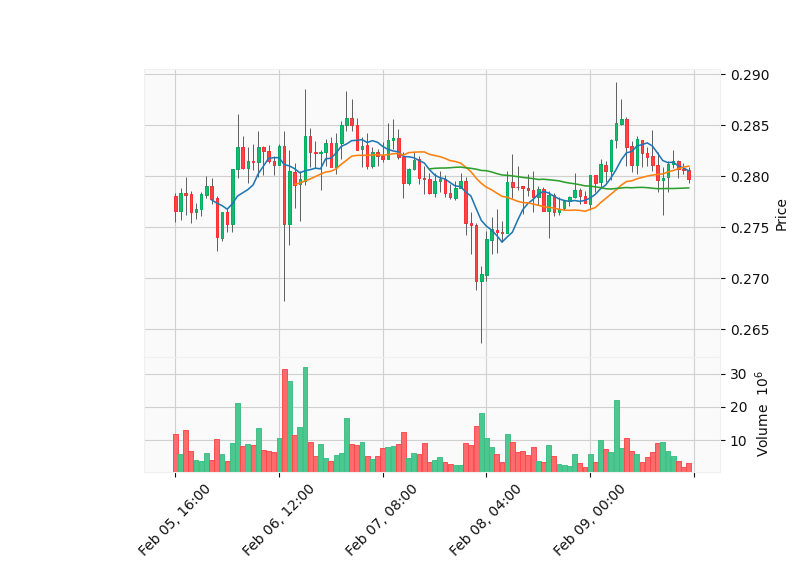 0.290
0.285
0.280
0.275
0.270
0.265
Price
30
20
10
Volume 10^6
Feb 05, 16:00
Feb 06, 12:00
Feb 07, 08:00
Feb 08, 04:00
Feb 09, 00:00